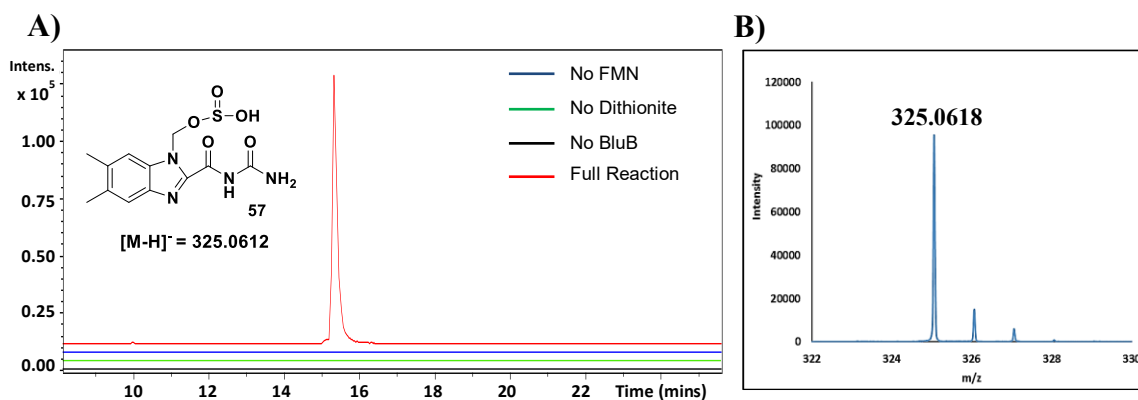 A)
Intens.
x 10^5
1.00
0.75
0.50
0.25
0.00
10
12
14
16
18
20
22
Time (mins)
No FMN
No Dithionite
No BluB
Full Reaction
O
O S OH
O O
N
N
N NH2
H
57
[M-H]- = 325.0612
B)
325.0618
Intensity
120000
100000
80000
60000
40000
20000
0
322
324
326
328
330
m/z